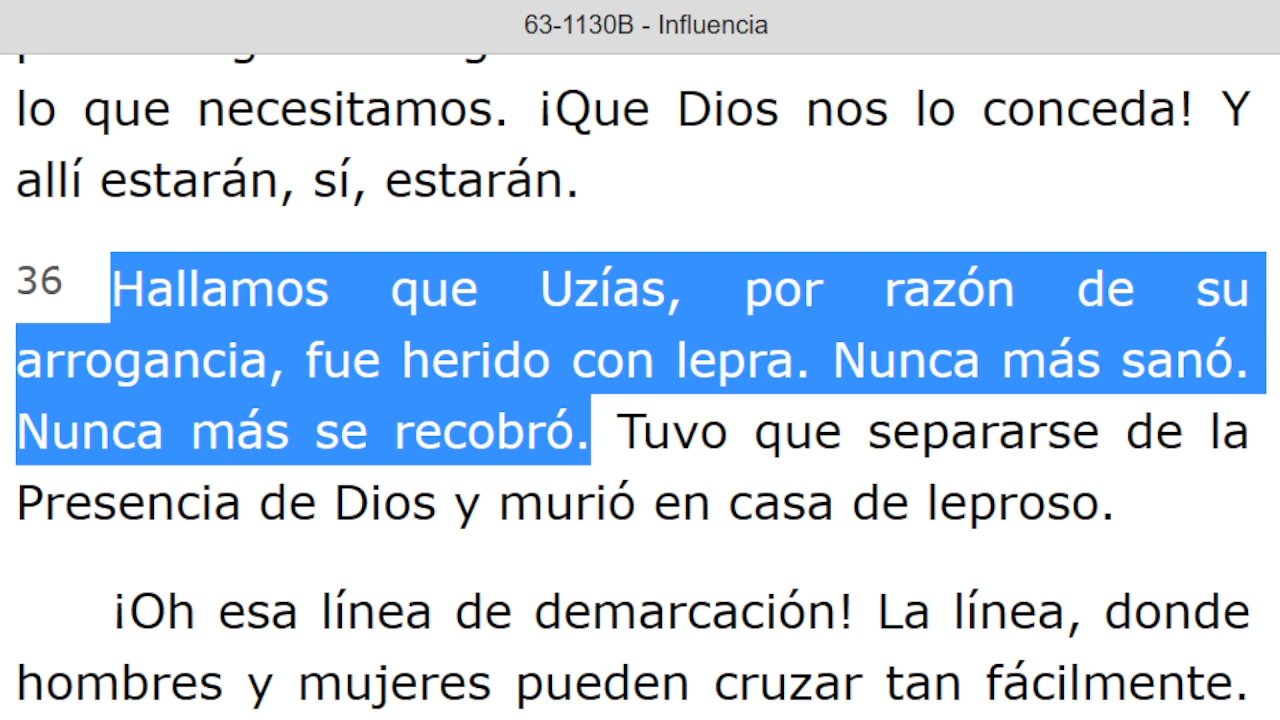 63-1130B - Influencia
lo que necesitamos. ¡Que Dios nos lo conceda! Y
allí estarán, sí, estarán.
36 Hallamos que Uzías, por razón de su
arrogancia, fue herido con lepra. Nunca más sanó.
Nunca más se recobró. Tuvo que separarse de la
Presencia de Dios y murió en casa de leproso.
¡Oh esa línea de demarcación! La línea, donde
hombres y mujeres pueden cruzar tan fácilmente.